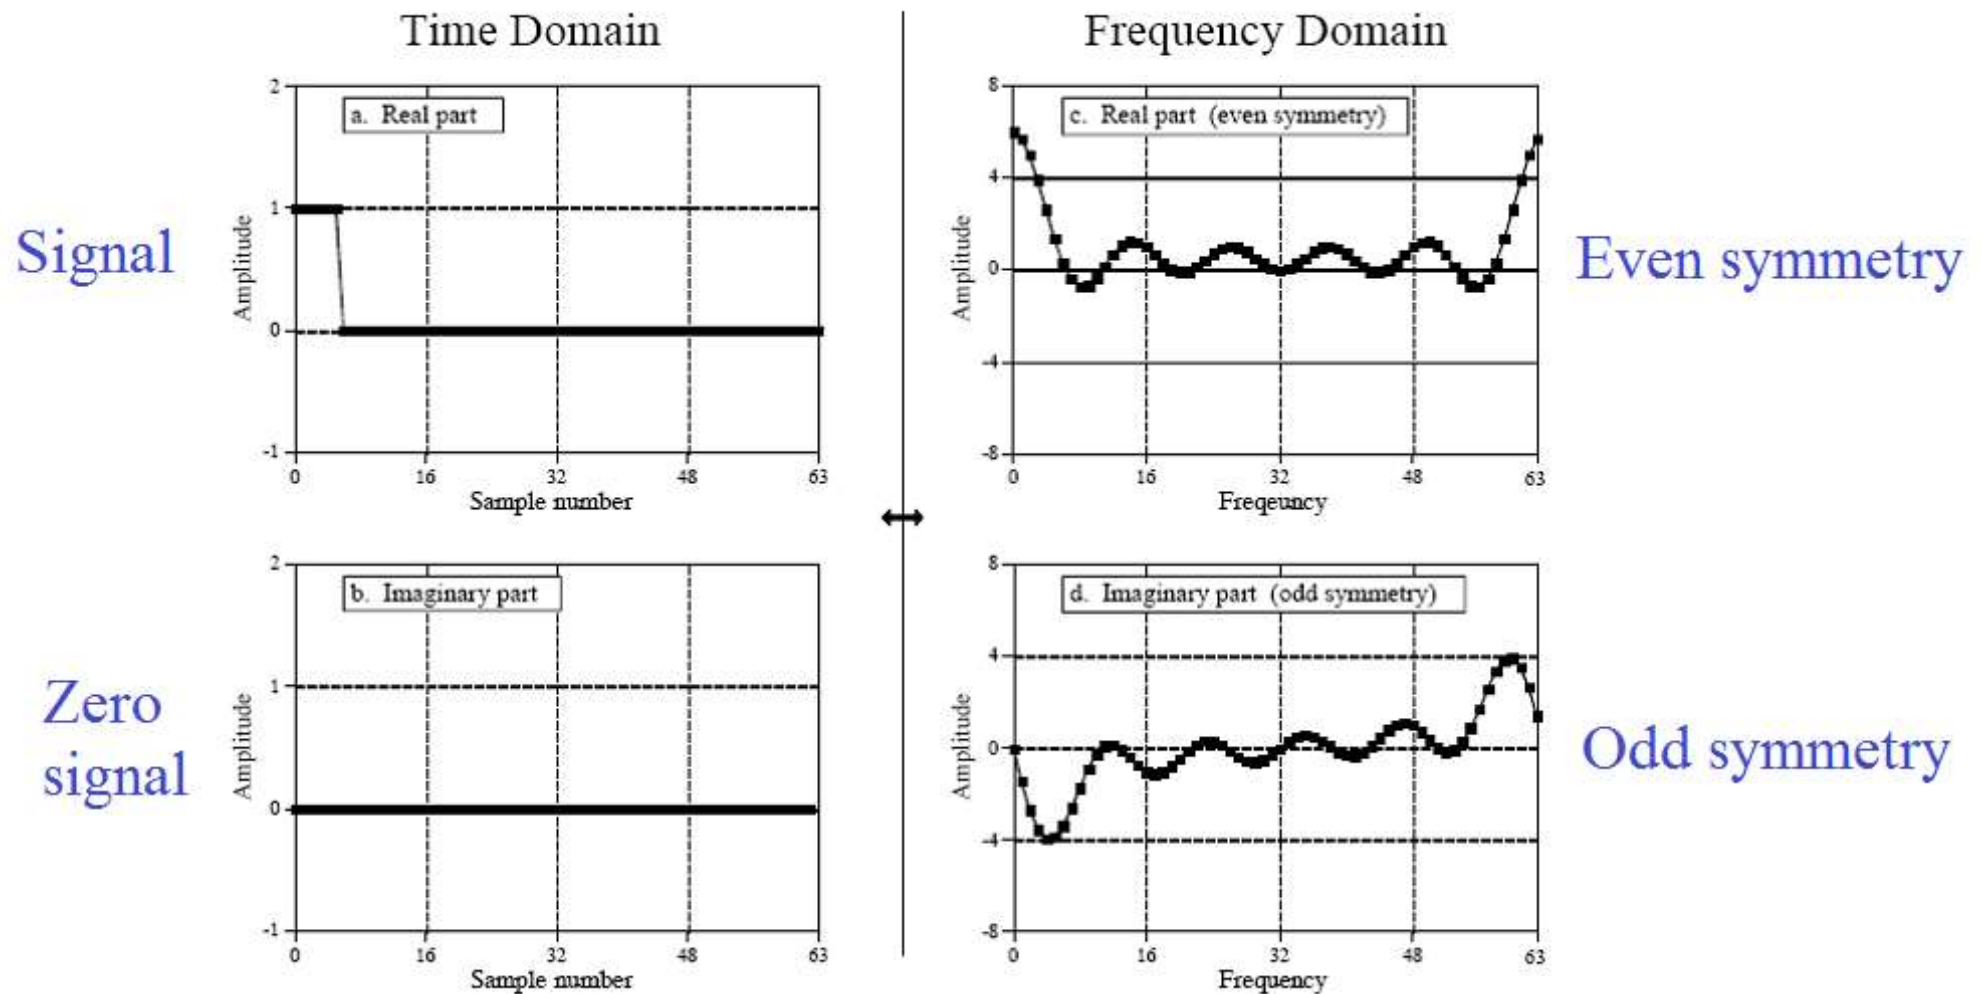 Time Domain
Frequency Domain
Signal
2
1
0
-1
Amplitude
a. Real part
0 16 32 48 63
Sample number
8
4
0
-4
-8
Amplitude
c. Real part (even symmetry)
0 16 32 48 63
Freqeuncy
Even symmetry
Zero
signal
2
1
0
-1
Amplitude
b. Imaginary part
0 16 32 48 63
Sample number
8
4
0
-4
-8
Amplitude
d. Imaginary part (odd symmetry)
0 16 32 48 63
Frequency
Odd symmetry